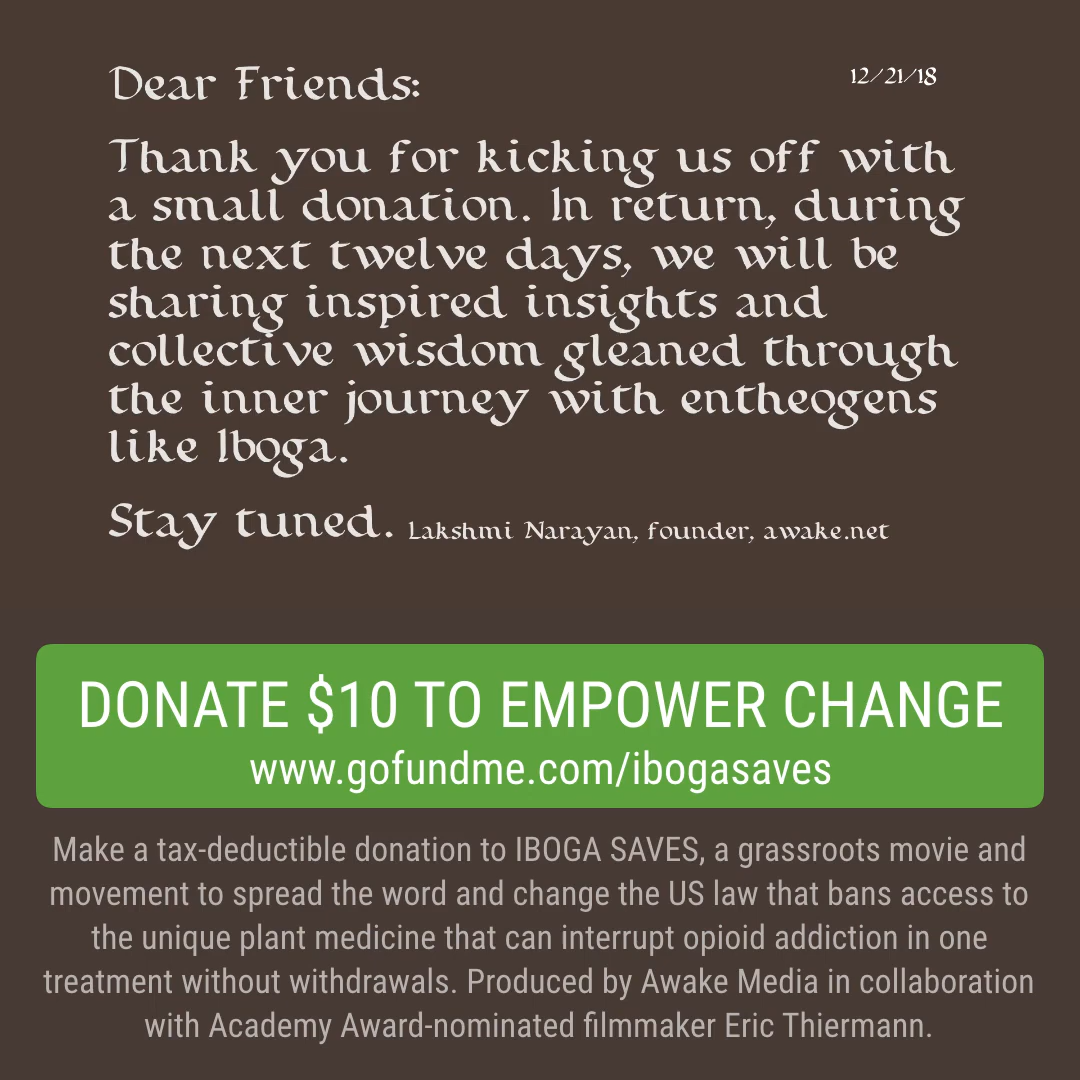 Dear Friends:
12/21/18
Thank you for kicking us off with
a small donation. In return, during
the next twelve days, we will be
sharing inspired insights and
collective wisdom gleaned through
the inner journey with entheogens
like Iboga.
Stay tuned. Lakshmi Narayan, founder, awake.net
DONATE $10 TO EMPOWER CHANGE
www.gofundme.com/ibogasaves
Make a tax-deductible donation to IBOGA SAVES, a grassroots movie and
movement to spread the word and change the US law that bans access to
the unique plant medicine that can interrupt opioid addiction in one
treatment without withdrawals. Produced by Awake Media in collaboration
with Academy Award-nominated filmmaker Eric Thiermann.